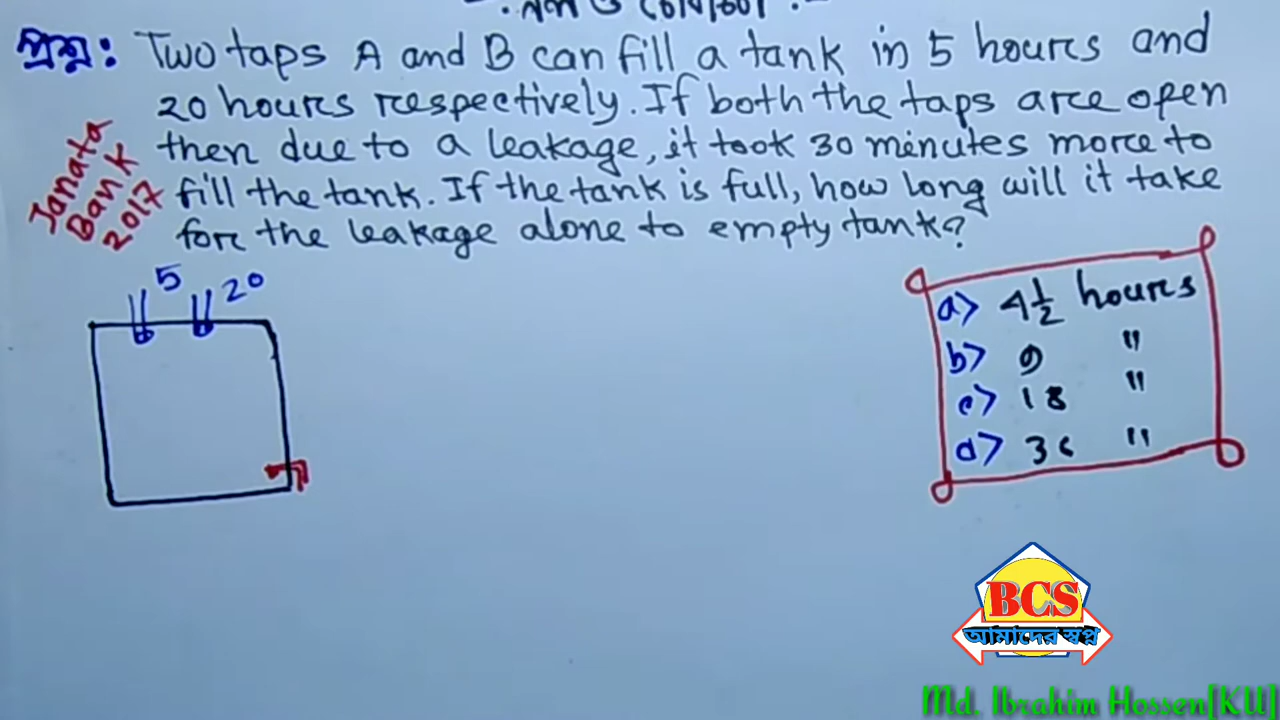 প্রশ্ন: Two taps A and B can fill a tank in 5 hours and
20 hours respectively. If both the taps are open
then due to a leakage, it took 30 minutes more to
fill the tank. If the tank is full, how long will it take
for the leakage alone to empty tank?
Janata
Bank
2017
5 20
a> 4 1/2 hours
b> 9 "
c> 18 "
d> 36 "
BCS
আমাদের স্বপ্ন
Md. Ibrahim Hossen[KU]